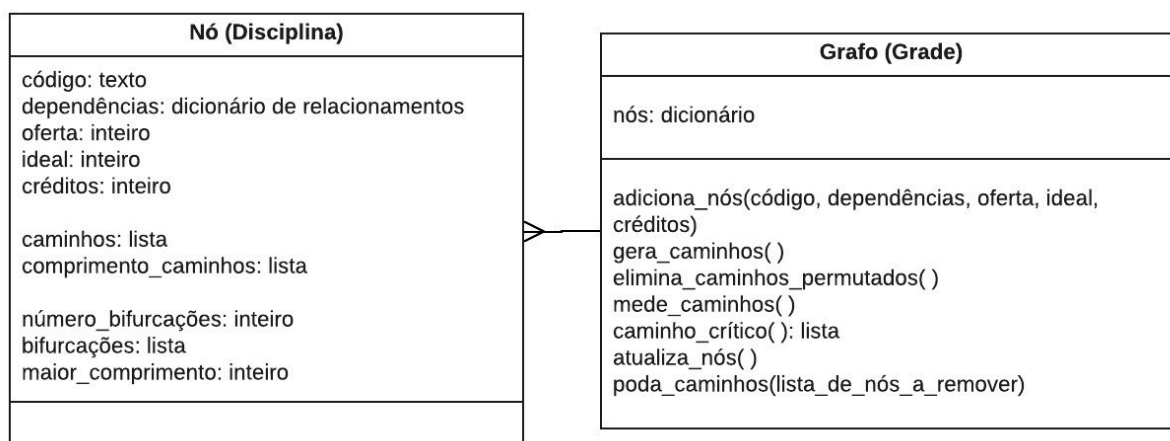 Nó (Disciplina)
código: texto
dependências: dicionário de relacionamentos
oferta: inteiro
ideal: inteiro
créditos: inteiro
caminhos: lista
comprimento_caminhos: lista
número_bifurcações: inteiro
bifurcações: lista
maior_comprimento: inteiro
Grafo (Grade)
nós: dicionário
adiciona_nós(código, dependências, oferta, ideal,
créditos)
gera_caminhos( )
elimina_caminhos_permutados( )
mede_caminhos( )
caminho_crítico( ): lista
atualiza_nós( )
poda_caminhos(lista_de_nós_a_remover)